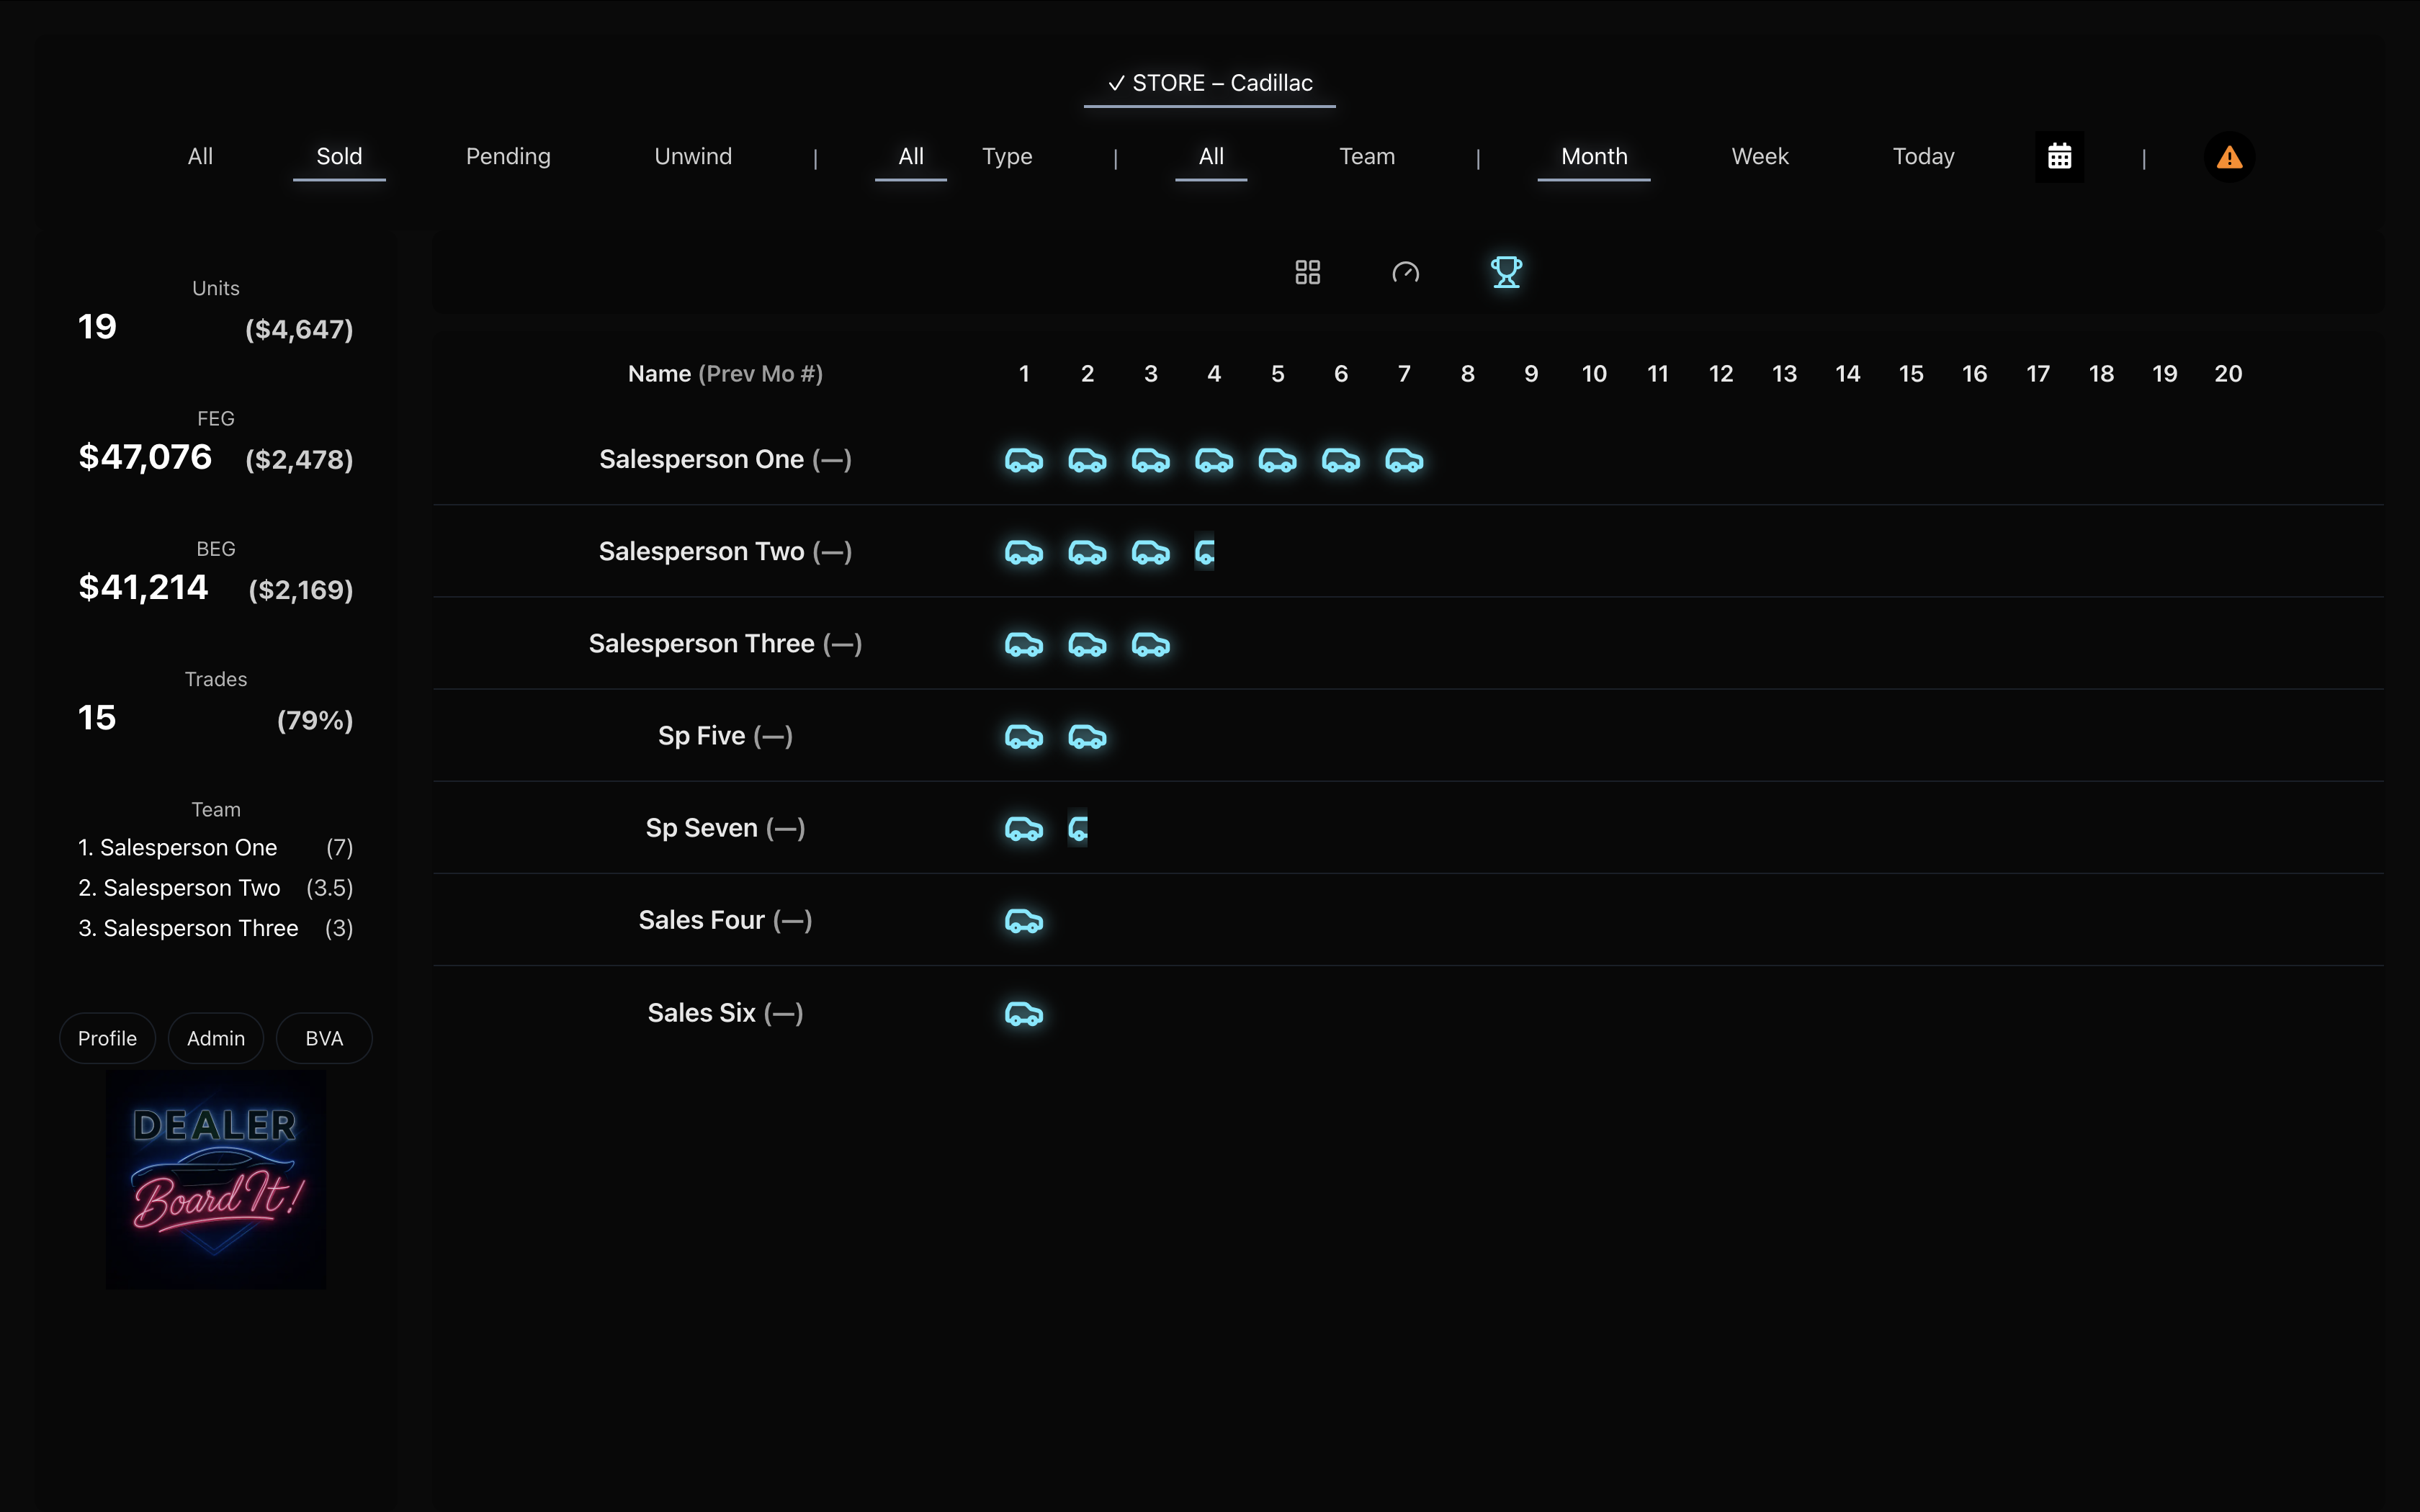 ✓ STORE – Cadillac
All Sold Pending Unwind | All Type | All Team | Month Week Today |
Units
19 ($4,647)
FEG
$47,076 ($2,478)
BEG
$41,214 ($2,169)
Trades
15 (79%)
Team
1. Salesperson One (7)
2. Salesperson Two (3.5)
3. Salesperson Three (3)
Profile Admin BVA
DEALER
Board It!
Name (Prev Mo #) 1 2 3 4 5 6 7 8 9 10 11 12 13 14 15 16 17 18 19 20
Salesperson One (—)
Salesperson Two (—)
Salesperson Three (—)
Sp Five (—)
Sp Seven (—)
Sales Four (—)
Sales Six (—)